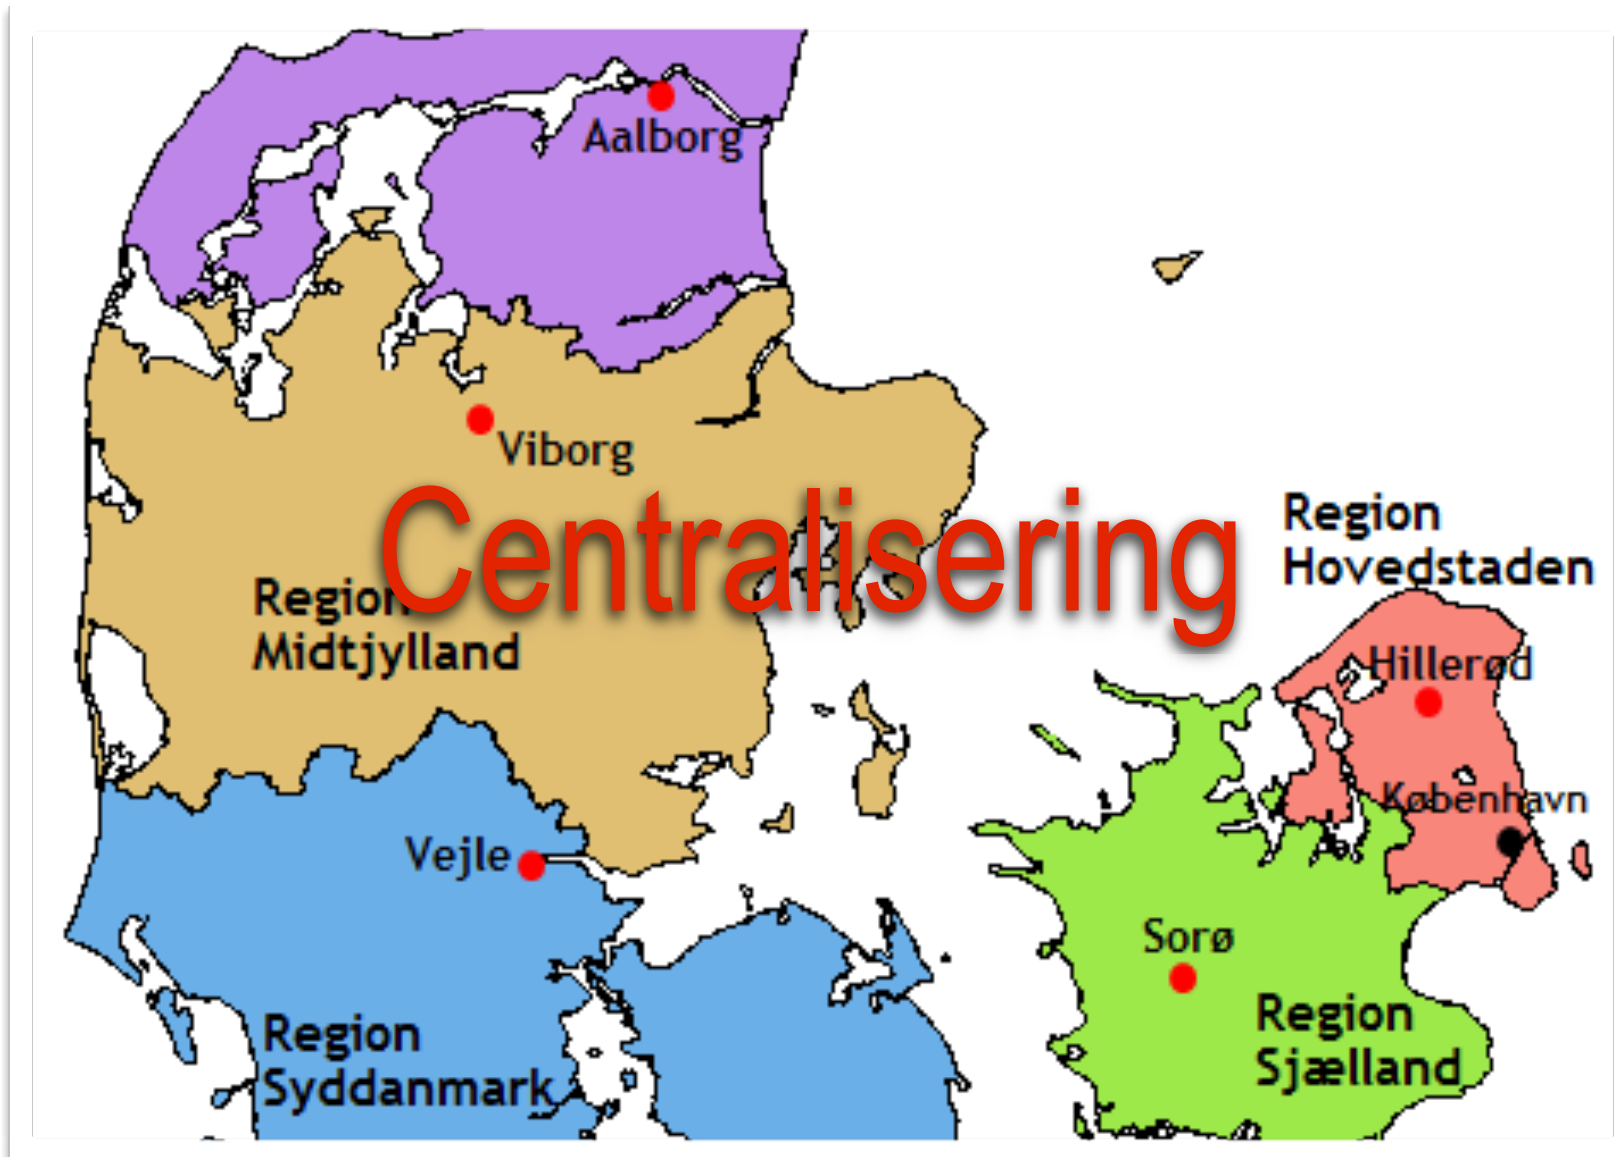 Aalborg
Viborg
Centralisering
Region
Hovedstaden
Region
Midtjylland
Hillerød
København
Vejle
Sorø
Region
Sjælland
Region
Syddanmark